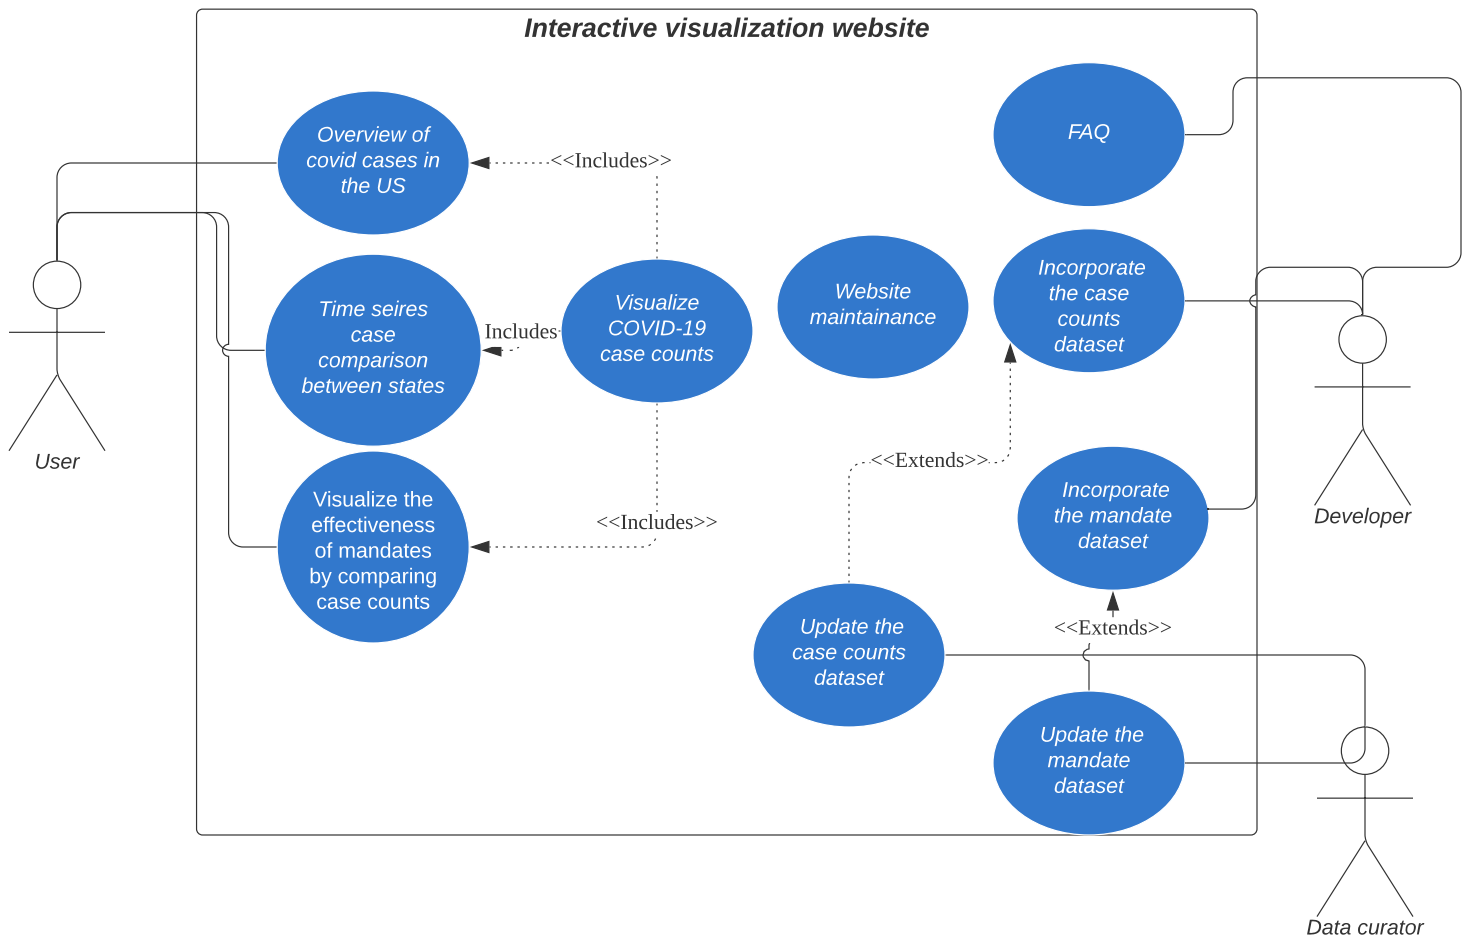 Interactive visualization website
Overview of
covid cases in
the US
<<Includes>>
FAQ
Time seires
case
comparison
between states
Includes
Visualize
COVID-19
case counts
Website
maintainance
Incorporate
the case
counts
dataset
User
<<Extends>>
Developer
Visualize the
effectiveness
of mandates
by comparing
case counts
<<Includes>>
Incorporate
the mandate
dataset
Update the
case counts
dataset
<<Extends>>
Update the
mandate
dataset
Data curator